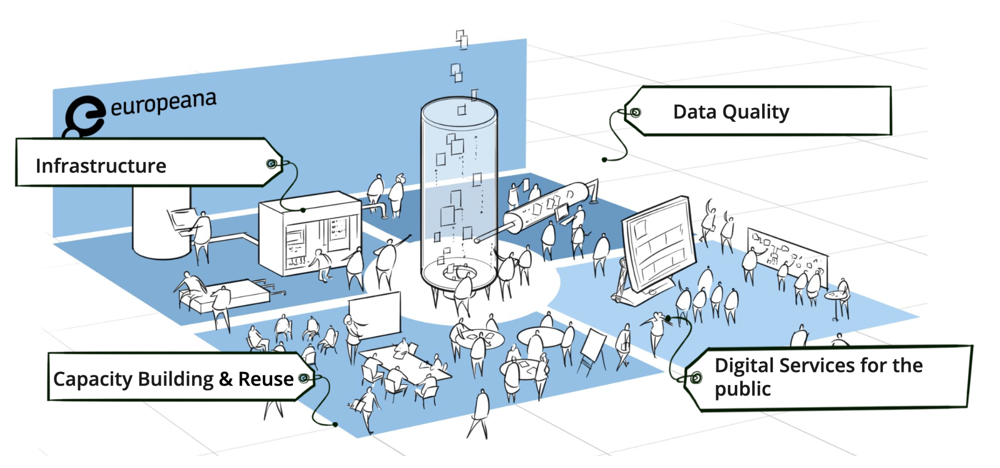 europeana
Data Quality
Infrastructure
Capacity Building & Reuse
Digital Services for the
public